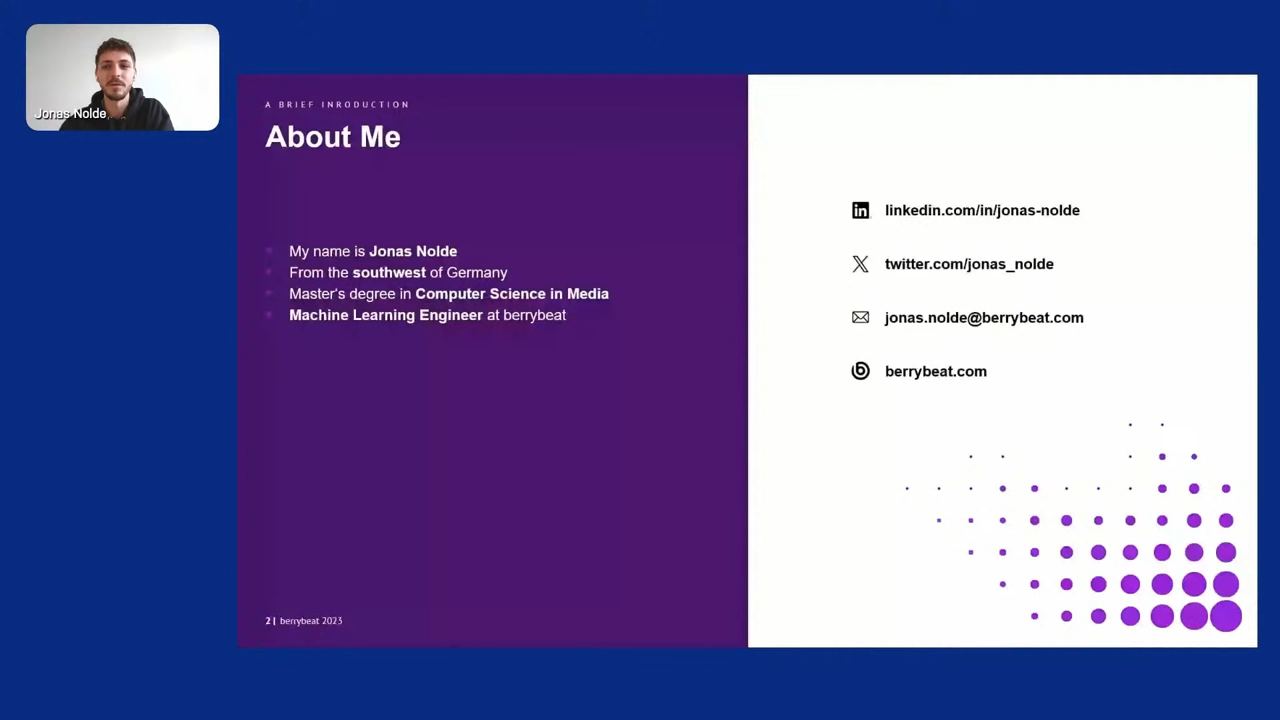 Jonas Nolde
A BRIEF INRODUCTION
About Me
My name is Jonas Nolde
From the southwest of Germany
Master's degree in Computer Science in Media
Machine Learning Engineer at berrybeat
2 | berrybeat 2023
linkedin.com/in/jonas-nolde
twitter.com/jonas_nolde
jonas.nolde@berrybeat.com
berrybeat.com